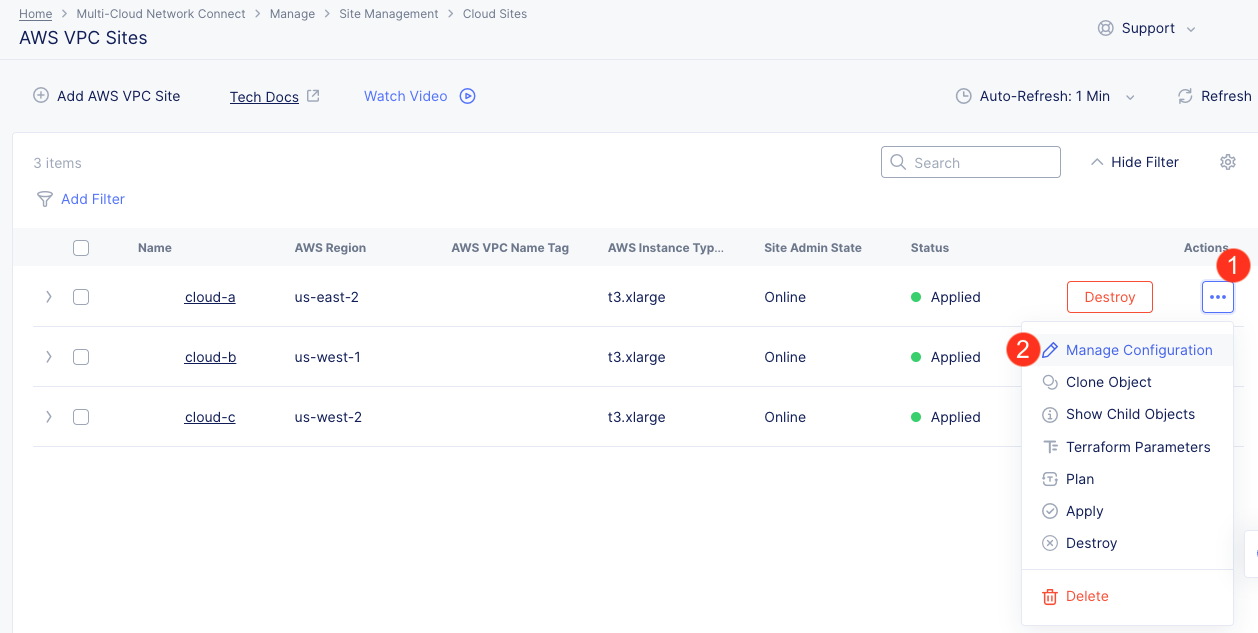 Home > Multi-Cloud Network Connect > Manage > Site Management > Cloud Sites
AWS VPC Sites
Support
Add AWS VPC Site Tech Docs Watch Video
Auto-Refresh: 1 Min Refresh
3 items
Search
Hide Filter
Add Filter
Name AWS Region AWS VPC Name Tag AWS Instance Typ... Site Admin State Status Actions
1
cloud-a us-east-2 t3.xlarge Online Applied Destroy
cloud-b us-west-1 t3.xlarge Online Applied
cloud-c us-west-2 t3.xlarge Online Applied
2 Manage Configuration
Clone Object
Show Child Objects
Terraform Parameters
Plan
Apply
Destroy
Delete